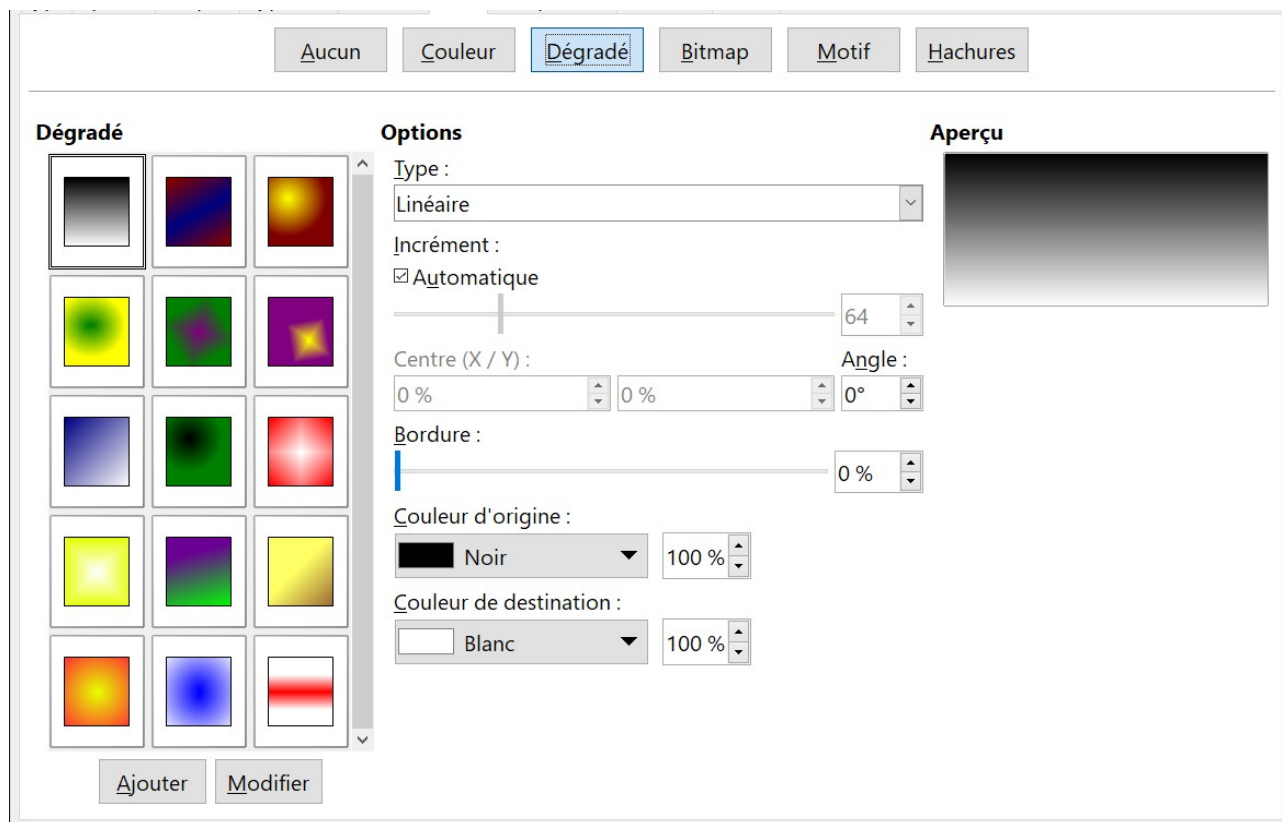 Aucun Couleur Dégradé Bitmap Motif Hachures
Dégradé
Options
Type :
Linéaire
Incrément :
Automatique
64
Centre (X / Y) :
Angle :
0 % 0 % 0°
Bordure :
0 %
Couleur d'origine :
Noir 100 %
Couleur de destination :
Blanc 100 %
Aperçu
Ajouter Modifier